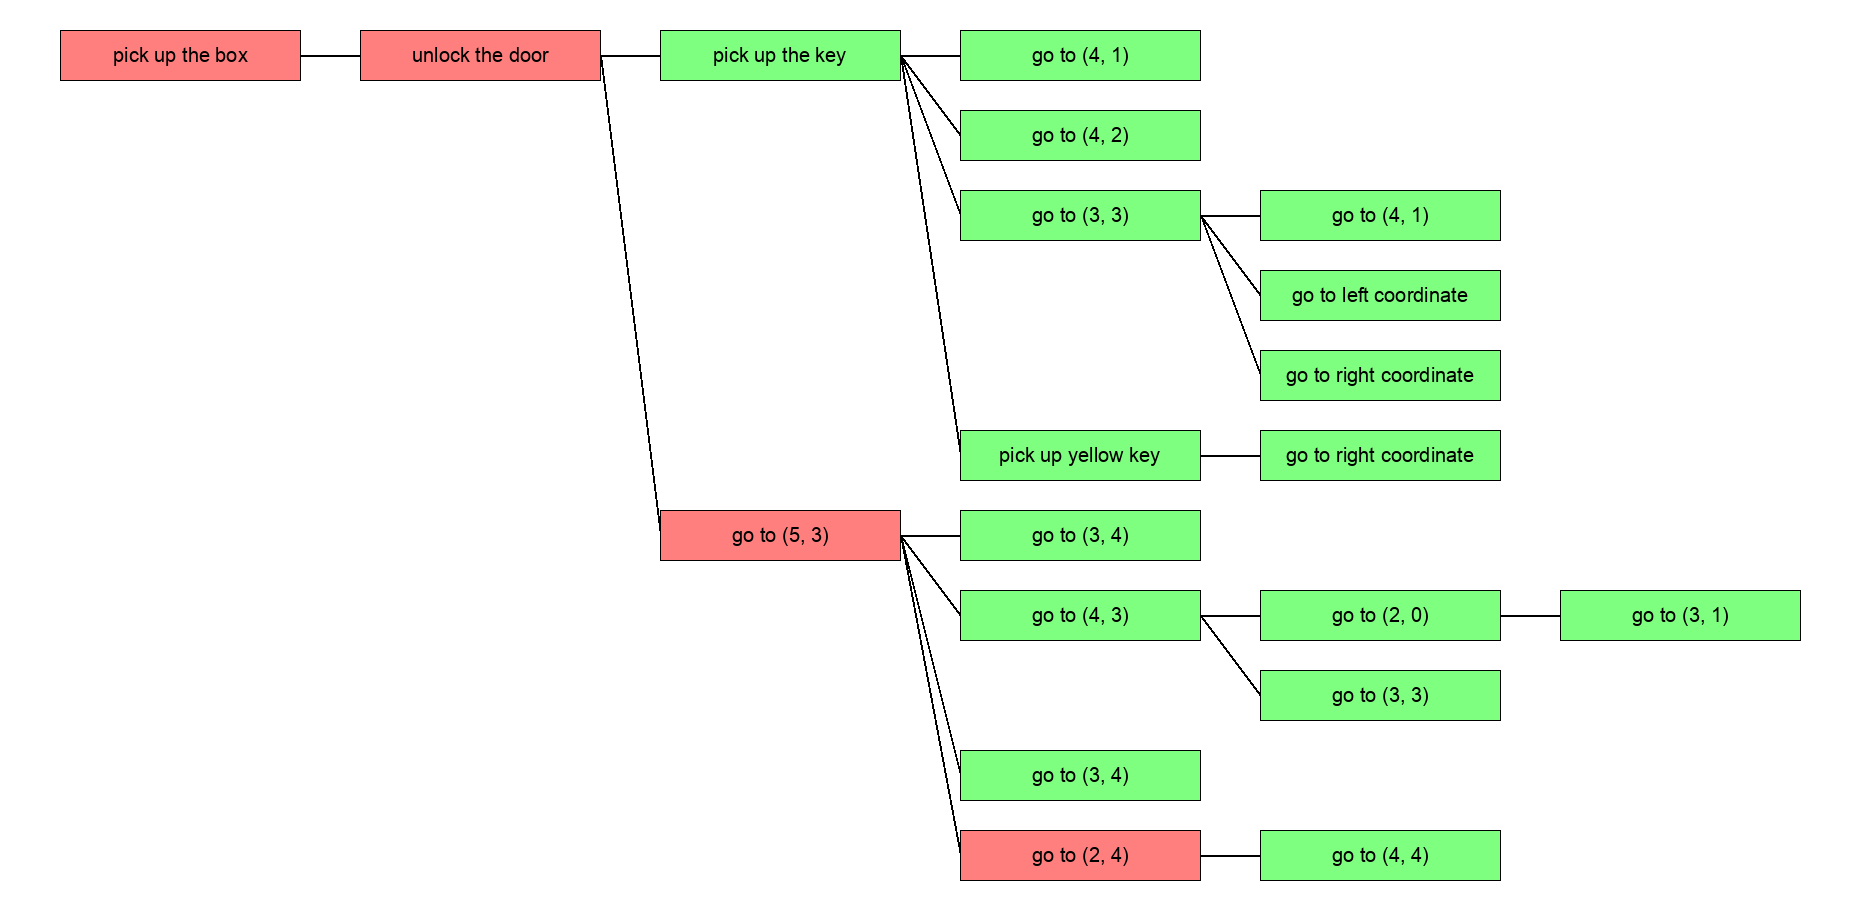 pick up the box
unlock the door
pick up the key
go to (4, 1)
go to (4, 2)
go to (3, 3)
go to (4, 1)
go to left coordinate
go to right coordinate
pick up yellow key
go to right coordinate
go to (5, 3)
go to (3, 4)
go to (4, 3)
go to (2, 0)
go to (3, 1)
go to (3, 3)
go to (3, 4)
go to (2, 4)
go to (4, 4)